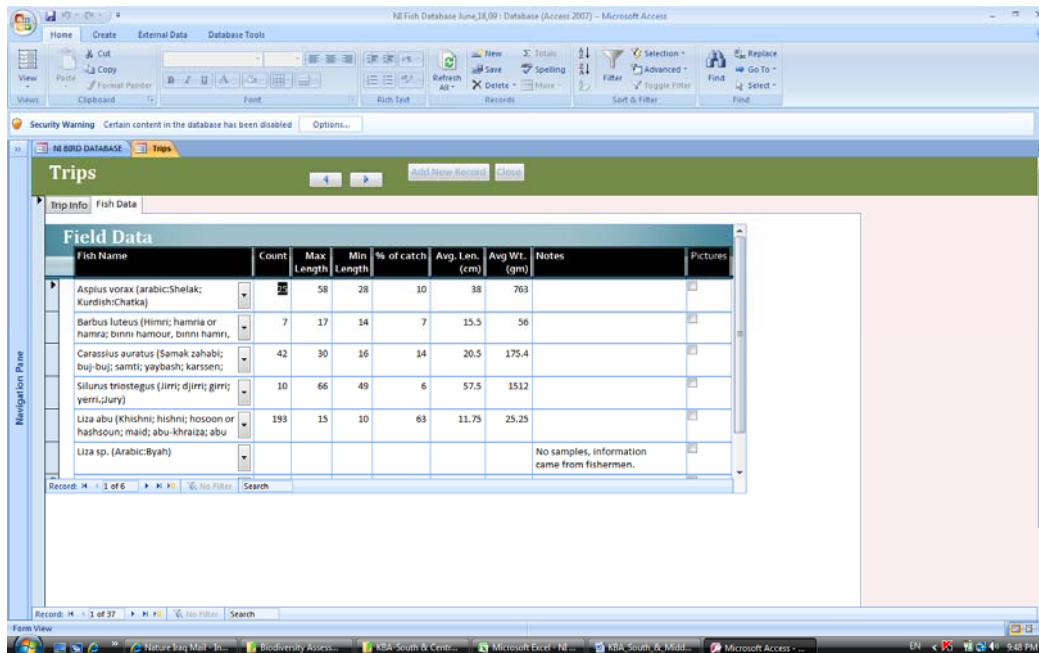 NI Fish Database June,18,09 : Database (Access 2007) - Microsoft Access
Home Create External Data Database Tools
View
Paste
Cut
Copy
Format Painter
B I U A
Refresh All
New
Save
Delete
Totals
Spelling
More
Filter
Selection
Advanced
Toggle Filter
Find
Replace
Go To
Select
Views Clipboard Font Rich Text Records Sort & Filter Find
Security Warning Certain content in the database has been disabled Options...
NI BIRD DATABASE Trips
Trips Add New Record Close
Trip Info Fish Data
Field Data
Fish Name Count Max Length Min Length % of catch Avg. Len. (cm) Avg Wt. (gm) Notes Pictures
Aspius vorax (arabic:Shelak; 58 28 10 38 763
Kurdish:Chatka)
Barbus luteus (Himri; hamria or 7 17 14 7 15.5 56
hamra; binni hamour, binni hamri,
Carassius auratus (Samak zahabi; 42 30 16 14 20.5 175.4
buj-buj; samti; yaybash; karssen;
Silurus triostegus (Jirri; djirri; girri; 10 66 49 6 57.5 1512
yerri.;Jury)
Liza abu (Khishni; hishni; hosoon or 193 15 10 63 11.75 25.25
hashsoun; maid; abu-khraiza; abu
Liza sp. (Arabic:Byah) No samples, information
came from fishermen.
Record: 1 of 6 No Filter Search
Navigation Pane
Record: 1 of 37 No Filter Search
Form View
Nature Iraq Mail - In... Biodiversity Assess... KBA-South & Centr... Microsoft Excel - NI ... KBA_South_&_Midd... Microsoft Access - ... EN 9:48 PM